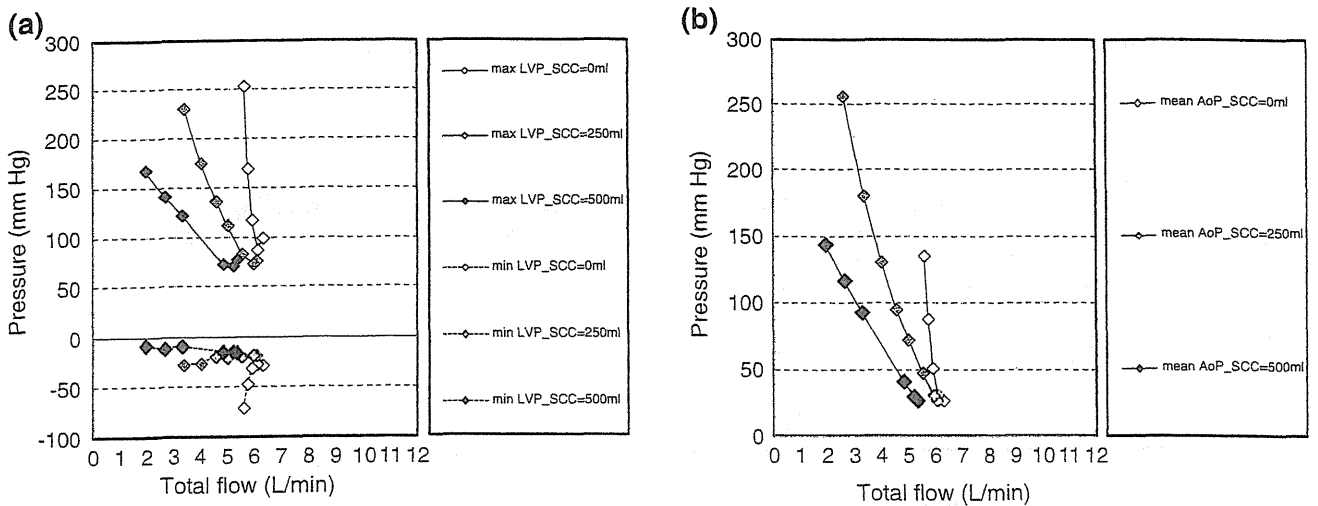 (a)
300
250
200
150
100
50
0
-50
-100
Pressure (mm Hg)
0 1 2 3 4 5 6 7 8 9 10 11 12
Total flow (L/min)
max LVP_SCC=0ml
max LVP_SCC=250ml
max LVP_SCC=500ml
min LVP_SCC=0ml
min LVP_SCC=250ml
min LVP_SCC=500ml
(b)
300
250
200
150
100
50
0
Pressure (mm Hg)
0 1 2 3 4 5 6 7 8 9 10 11 12
Total flow (L/min)
mean AoP_SCC=0ml
mean AoP_SCC=250ml
mean AoP_SCC=500ml